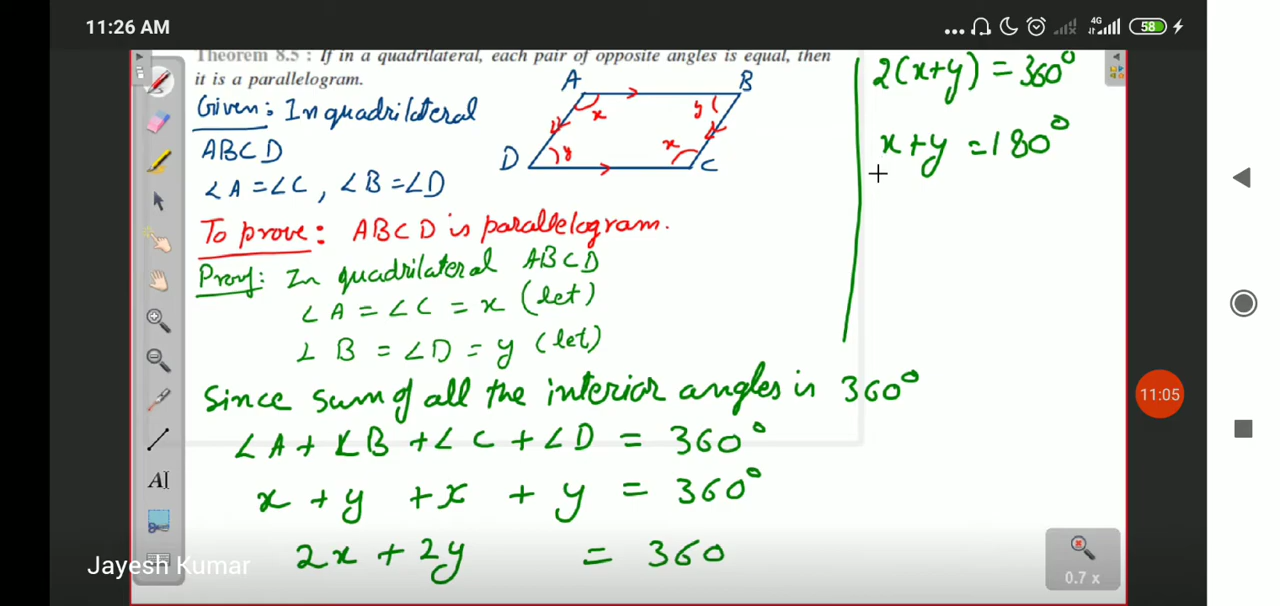 11:26 AM
4G
58
Theorem 8.5 : If in a quadrilateral, each pair of opposite angles is equal, then
it is a parallelogram.
Given: In quadrilateral
ABCD
∠A = ∠C , ∠B = ∠D
A
B
x
y
D
y
x
C
To prove: ABCD is parallelogram.
Proof: In quadrilateral ABCD
∠A = ∠C = x (let)
∠B = ∠D = y (let)
Since sum of all the interior angles is 360°
∠A + ∠B + ∠C + ∠D = 360°
x + y + x + y = 360°
2x + 2y = 360
2(x+y) = 360°
x+y = 180°
11:05
AI
Jayesh Kumar
0.7 x